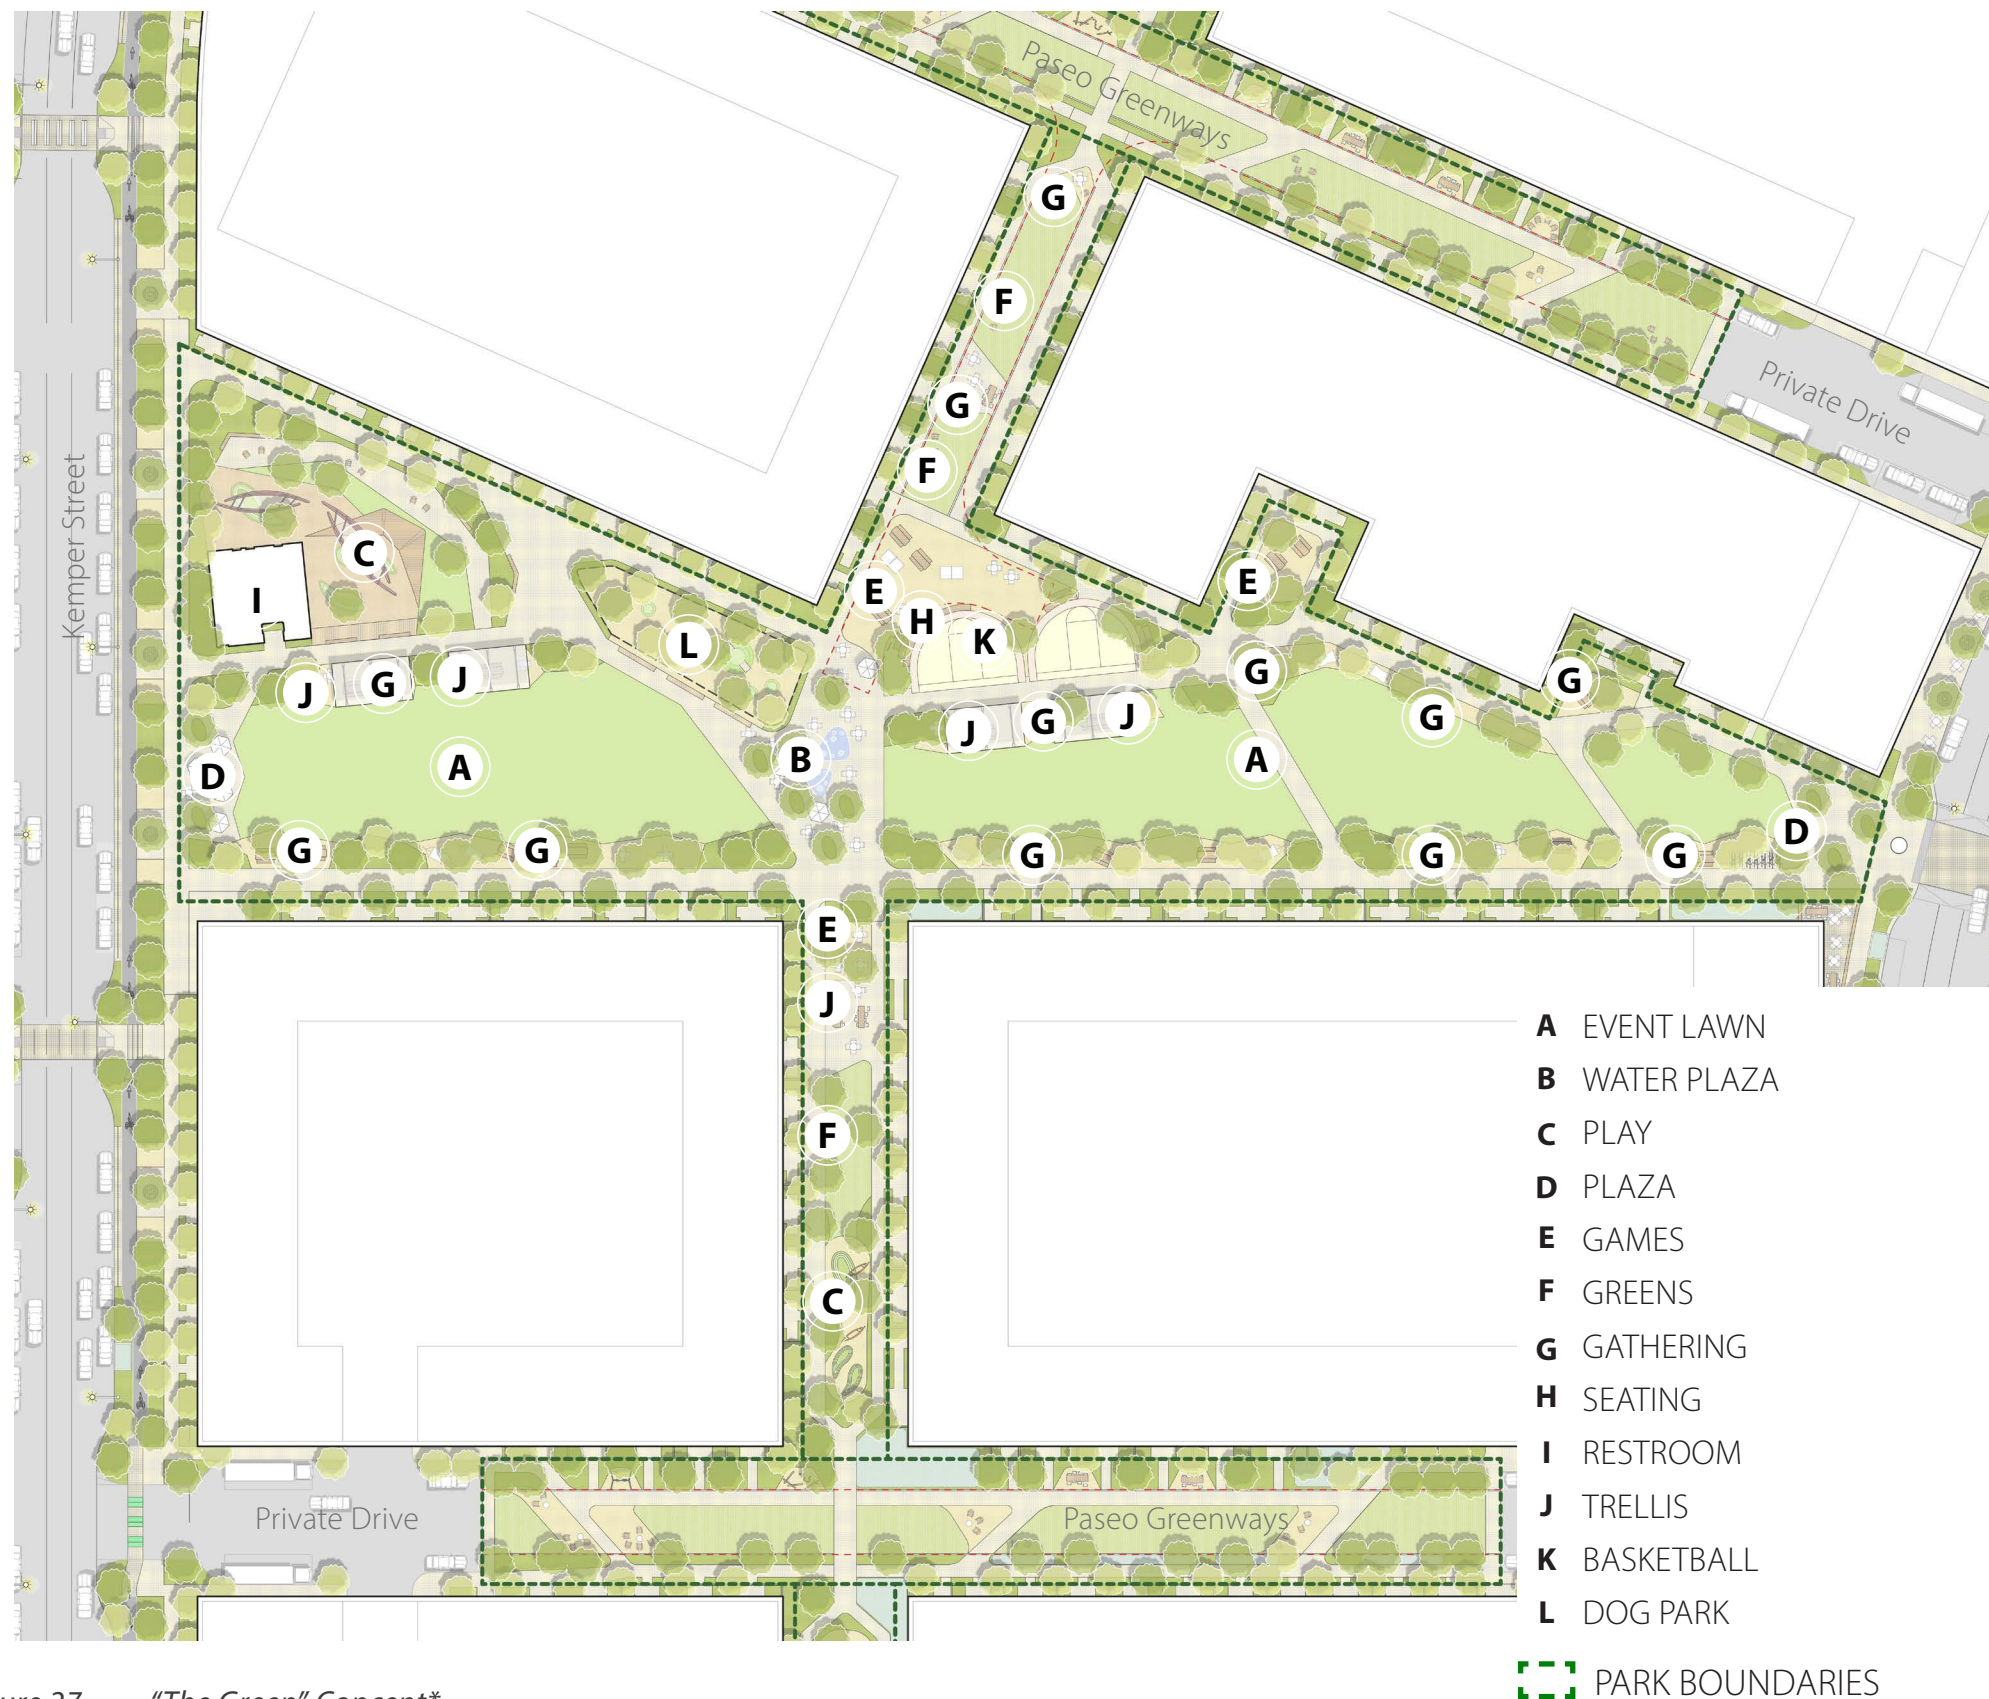 Paseo Greenways
G
F
Private Drive
G
F
Kemper Street
C
E
I
E
H
K
L
G
G
J
G
J
G
J
G
J
B
A
A
D
D
G
G
G
G
G
E
J
F
C
Private Drive
Paseo Greenways
A EVENT LAWN
B WATER PLAZA
C PLAY
D PLAZA
E GAMES
F GREENS
G GATHERING
H SEATING
I RESTROOM
J TRELLIS
K BASKETBALL
L DOG PARK
PARK BOUNDARIES
"The Green" Concept*